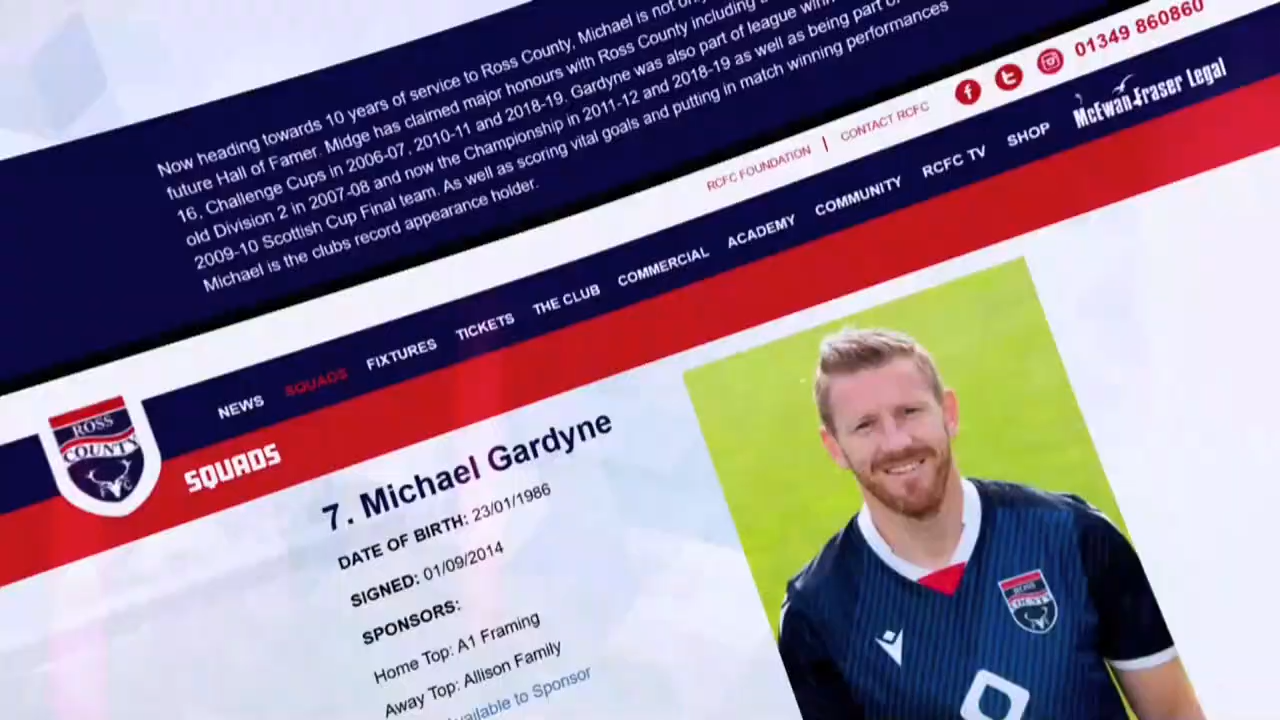 Now heading towards 10 years of service to Ross County, Michael is not
future Hall of Famer. Midge has claimed major honours with Ross County including
16, Challenge Cups in 2006-07, 2010-11 and 2018-19. Gardyne was also part of league
old Division 2 in 2007-08 and now the Championship in 2011-12 and 2018-19 as well as being part
2009-10 Scottish Cup Final team. As well as scoring vital goals and putting in match winning performances
Michael is the clubs record appearance holder.
RCFC FOUNDATION | CONTACT RCFC
01349 860860
NEWS SQUADS FIXTURES TICKETS THE CLUB COMMERCIAL ACADEMY COMMUNITY RCFC TV SHOP McEwan Fraser Legal
ROSS
COUNTY
F C
SQUADS
7. Michael Gardyne
DATE OF BIRTH: 23/01/1986
SIGNED: 01/09/2014
SPONSORS:
Home Top: A1 Framing
Away Top: Allison Family
to Sponsor
ROSS
COUNTY